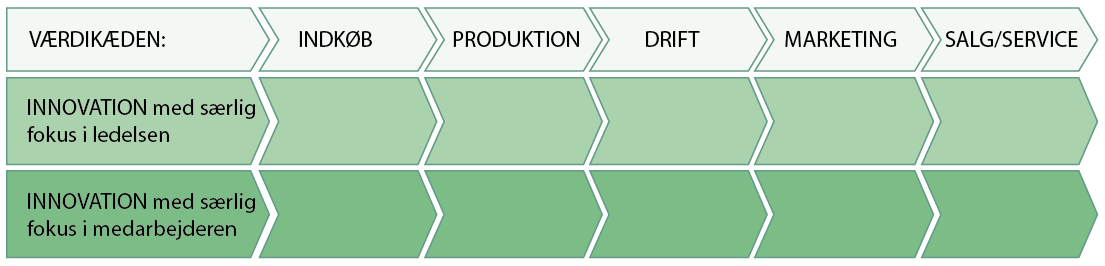 VÆRDIKÆDEN: INDKØB PRODUKTION DRIFT MARKETING SALG/SERVICE
INNOVATION med særlig
fokus i ledelsen
INNOVATION med særlig
fokus i medarbejderen